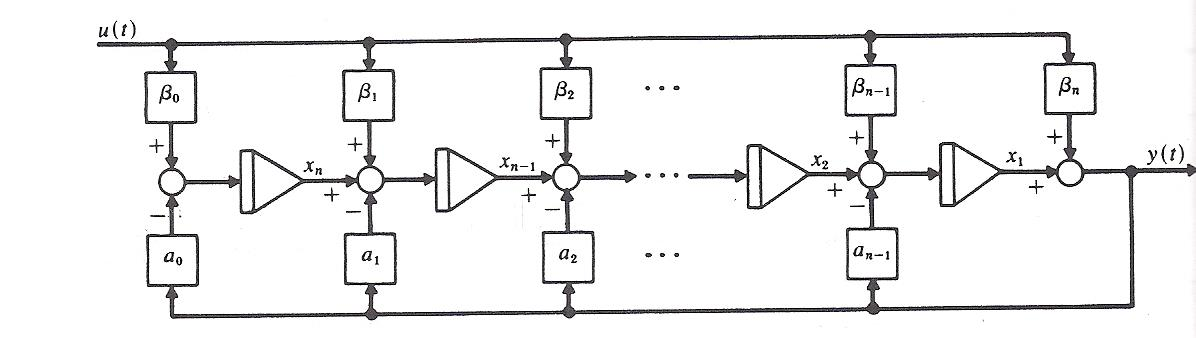 u(t)
β₀ β₁ β₂ ... βₙ₋₁ βₙ
+ + + + +
xₙ xₙ₋₁ ... x₂ x₁ y(t)
+ + + +
− − − −
a₀ a₁ a₂ ... aₙ₋₁